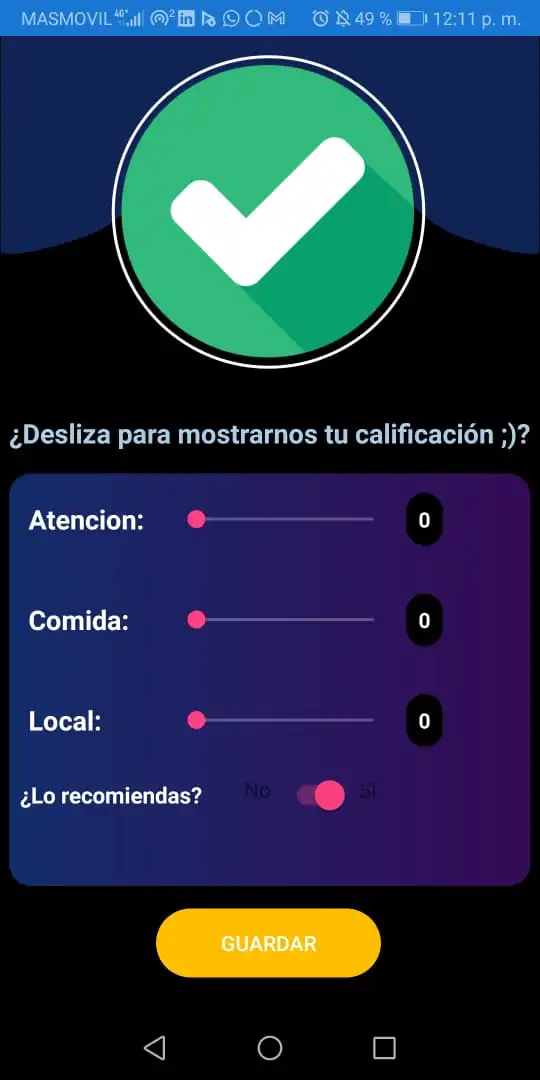 MASMOVIL 4G 2 49 % 12:11 p. m.
¿Desliza para mostrarnos tu calificación ;)?
Atencion: 0
Comida: 0
Local: 0
¿Lo recomiendas? No Si
GUARDAR